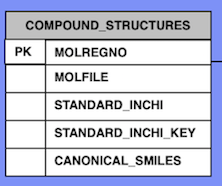 COMPOUND_STRUCTURES
PK MOLREGNO
MOLFILE
STANDARD_INCHI
STANDARD_INCHI_KEY
CANONICAL_SMILES